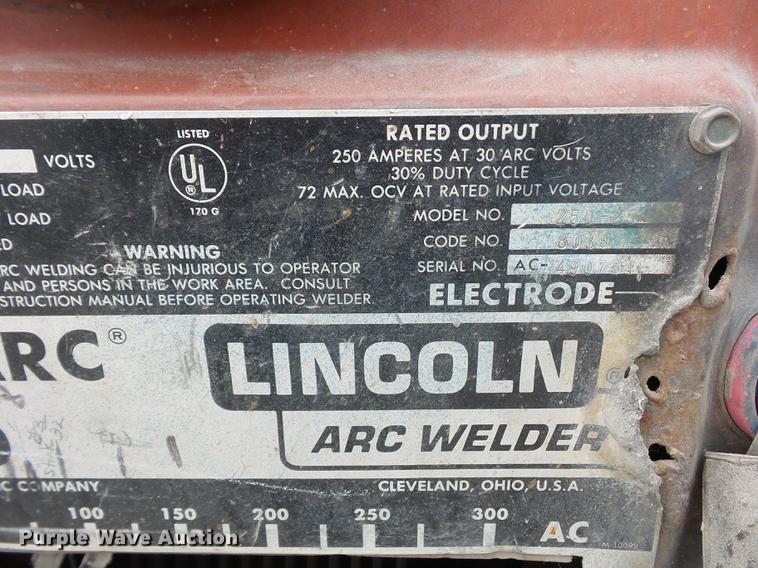 LISTED
UL
®
170 G
RATED OUTPUT
250 AMPERES AT 30 ARC VOLTS
30% DUTY CYCLE
72 MAX. OCV AT RATED INPUT VOLTAGE
VOLTS
LOAD
LOAD
MODEL NO.
CODE NO.
SERIAL NO. AC-
WARNING
ARC WELDING CAN BE INJURIOUS TO OPERATOR
AND PERSONS IN THE WORK AREA. CONSULT
STRUCTION MANUAL BEFORE OPERATING WELDER.
ELECTRODE
ARC®
LINCOLN ®
ARC WELDER
C COMPANY
CLEVELAND, OHIO, U.S.A.
100 150 200 250 300 AC
Purple Wave Auction